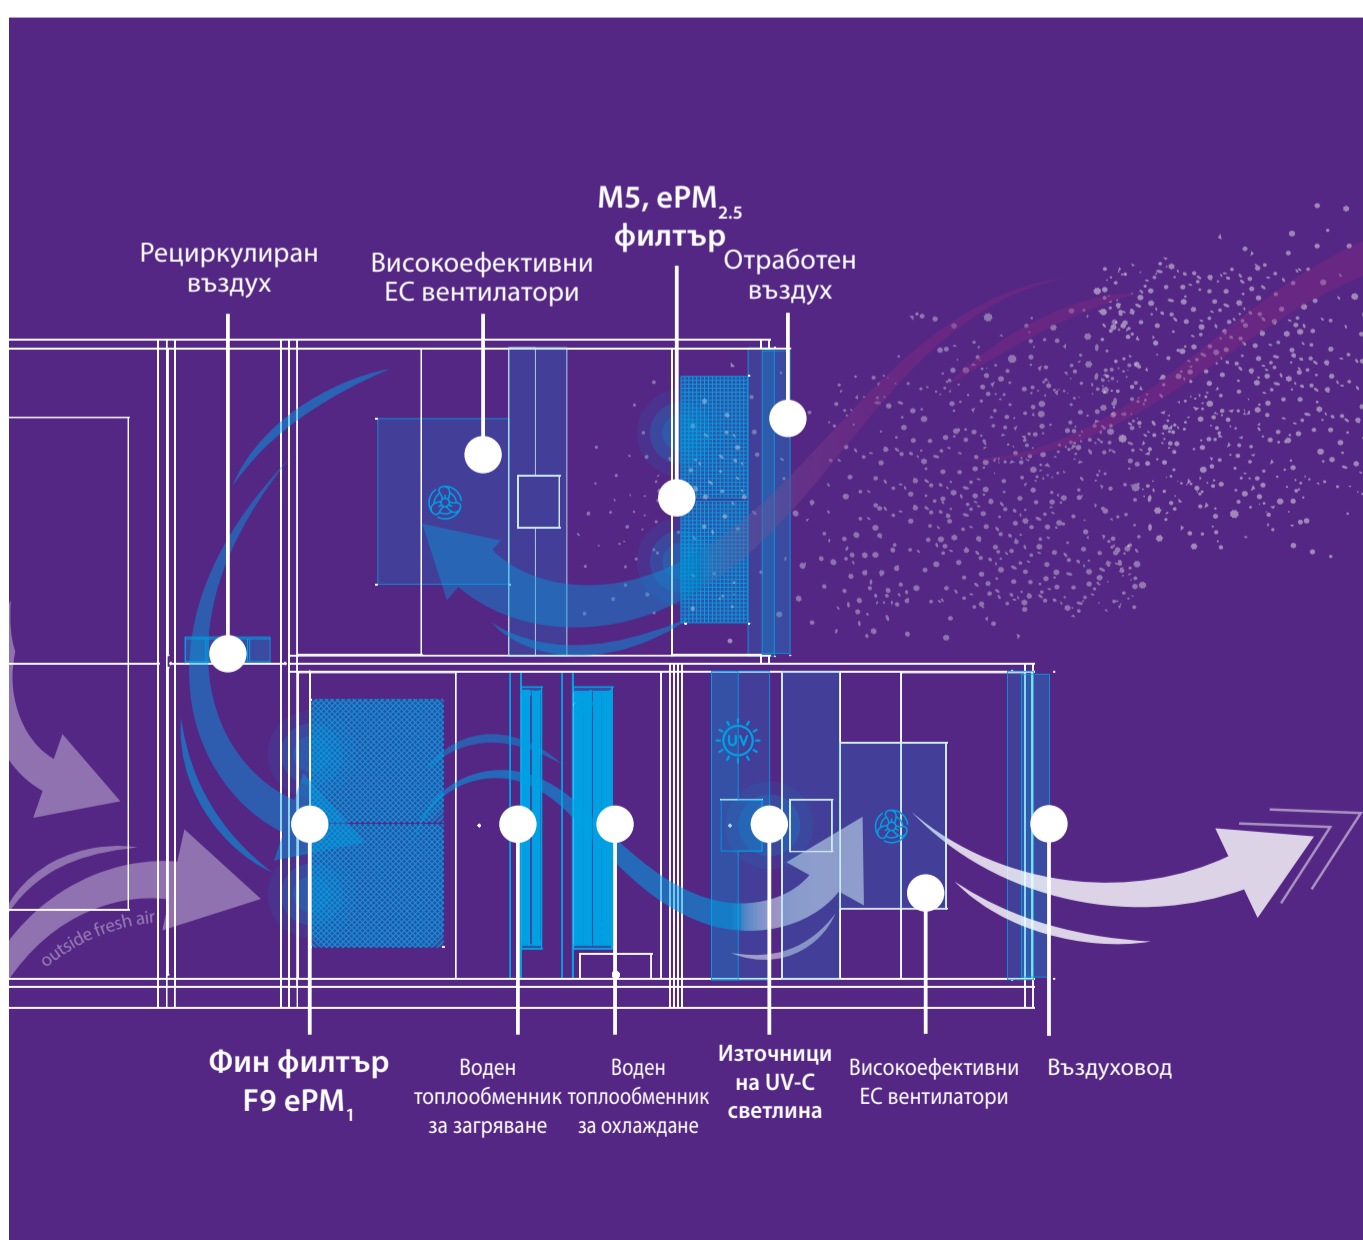 M5, ePM2.5
филтър
Рециркулиран
въздух
Високоефективни
ЕС вентилатори
Отработен
въздух
UV
outside fresh air
Фин филтър
F9 ePM1
Воден
топлообменник
за загряване
Воден
топлообменник
за охлаждане
Източници
на UV-C
светлина
Високоефективни
ЕС вентилатори
Въздуховод